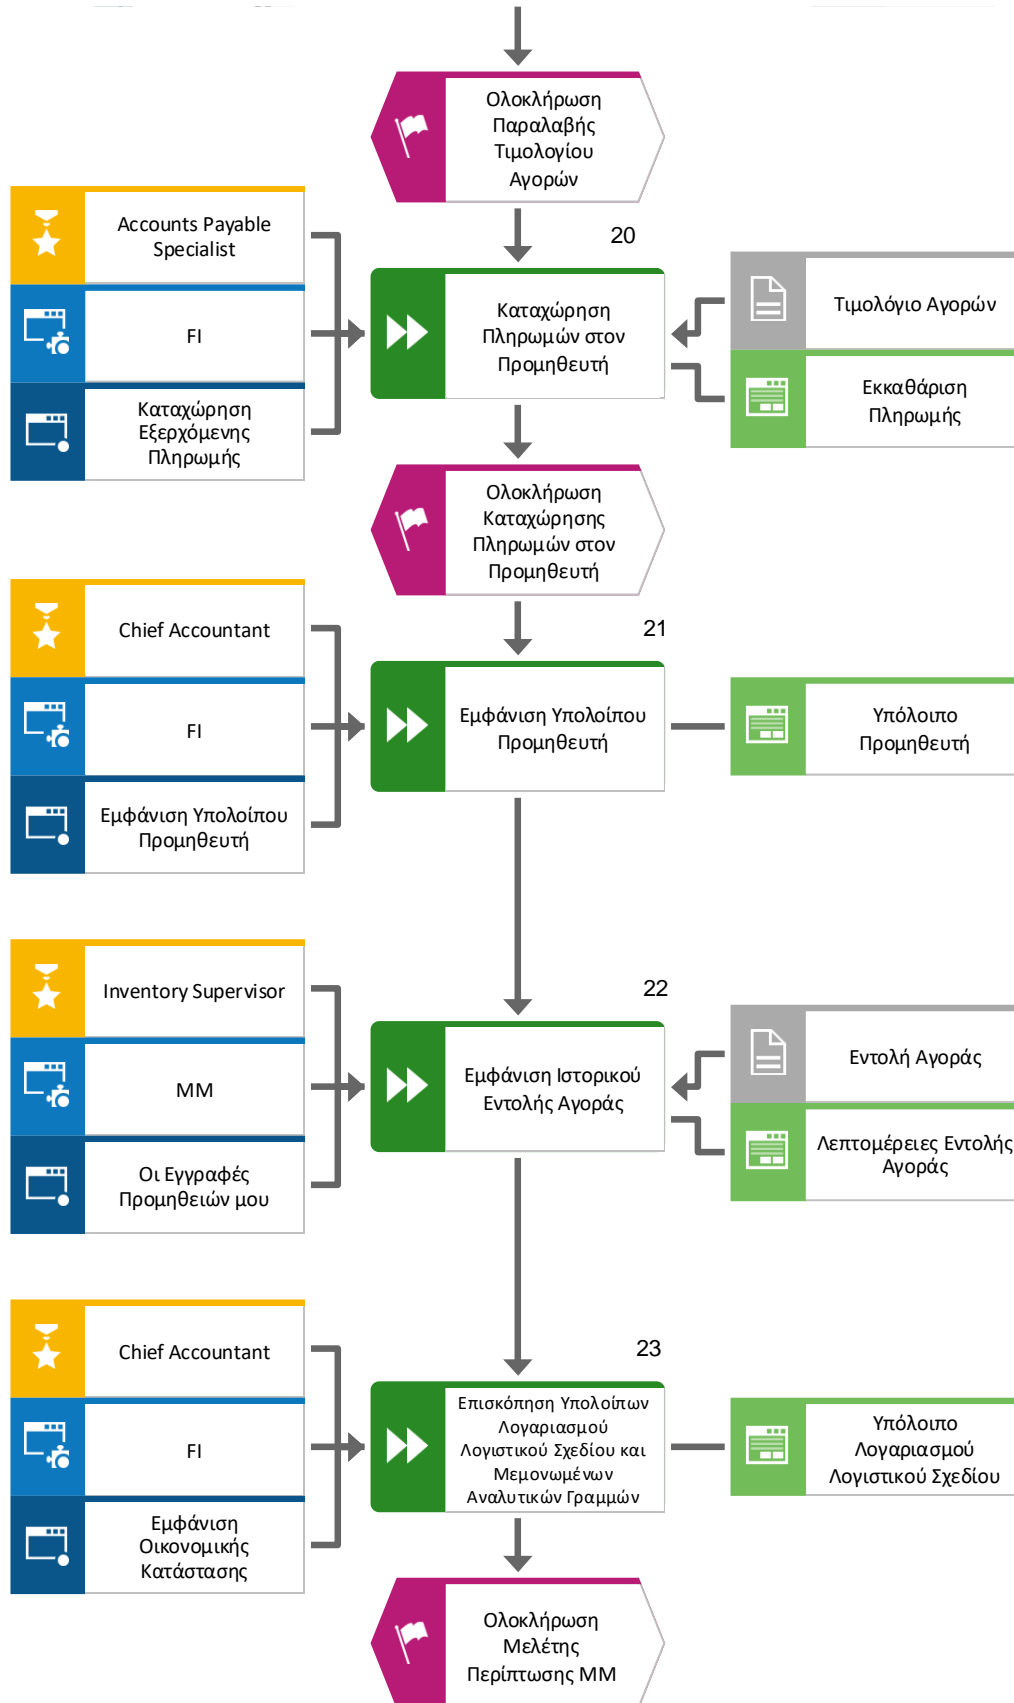 Ολοκλήρωση
Παραλαβής
Τιμολογίου
Αγορών
20
Accounts Payable
Specialist
FI
Καταχώρηση
Εξερχόμενης
Πληρωμής
Καταχώρηση
Πληρωμών στον
Προμηθευτή
Τιμολόγιο Αγορών
Εκκαθάριση
Πληρωμής
Ολοκλήρωση
Καταχώρησης
Πληρωμών στον
Προμηθευτή
21
Chief Accountant
FI
Εμφάνιση Υπολοίπου
Προμηθευτή
Εμφάνιση Υπολοίπου
Προμηθευτή
Υπόλοιπο
Προμηθευτή
22
Inventory Supervisor
MM
Οι Εγγραφές
Προμηθειών μου
Εμφάνιση Ιστορικού
Εντολής Αγοράς
Εντολή Αγοράς
Λεπτομέρειες Εντολής
Αγοράς
23
Chief Accountant
FI
Εμφάνιση
Οικονομικής
Κατάστασης
Επισκόπηση Υπολοίπων
Λογαριασμού
Λογιστικού Σχεδίου και
Μεμονωμένων
Αναλυτικών Γραμμών
Υπόλοιπο
Λογαριασμού
Λογιστικού Σχεδίου
Ολοκλήρωση
Μελέτης
Περίπτωσης MM